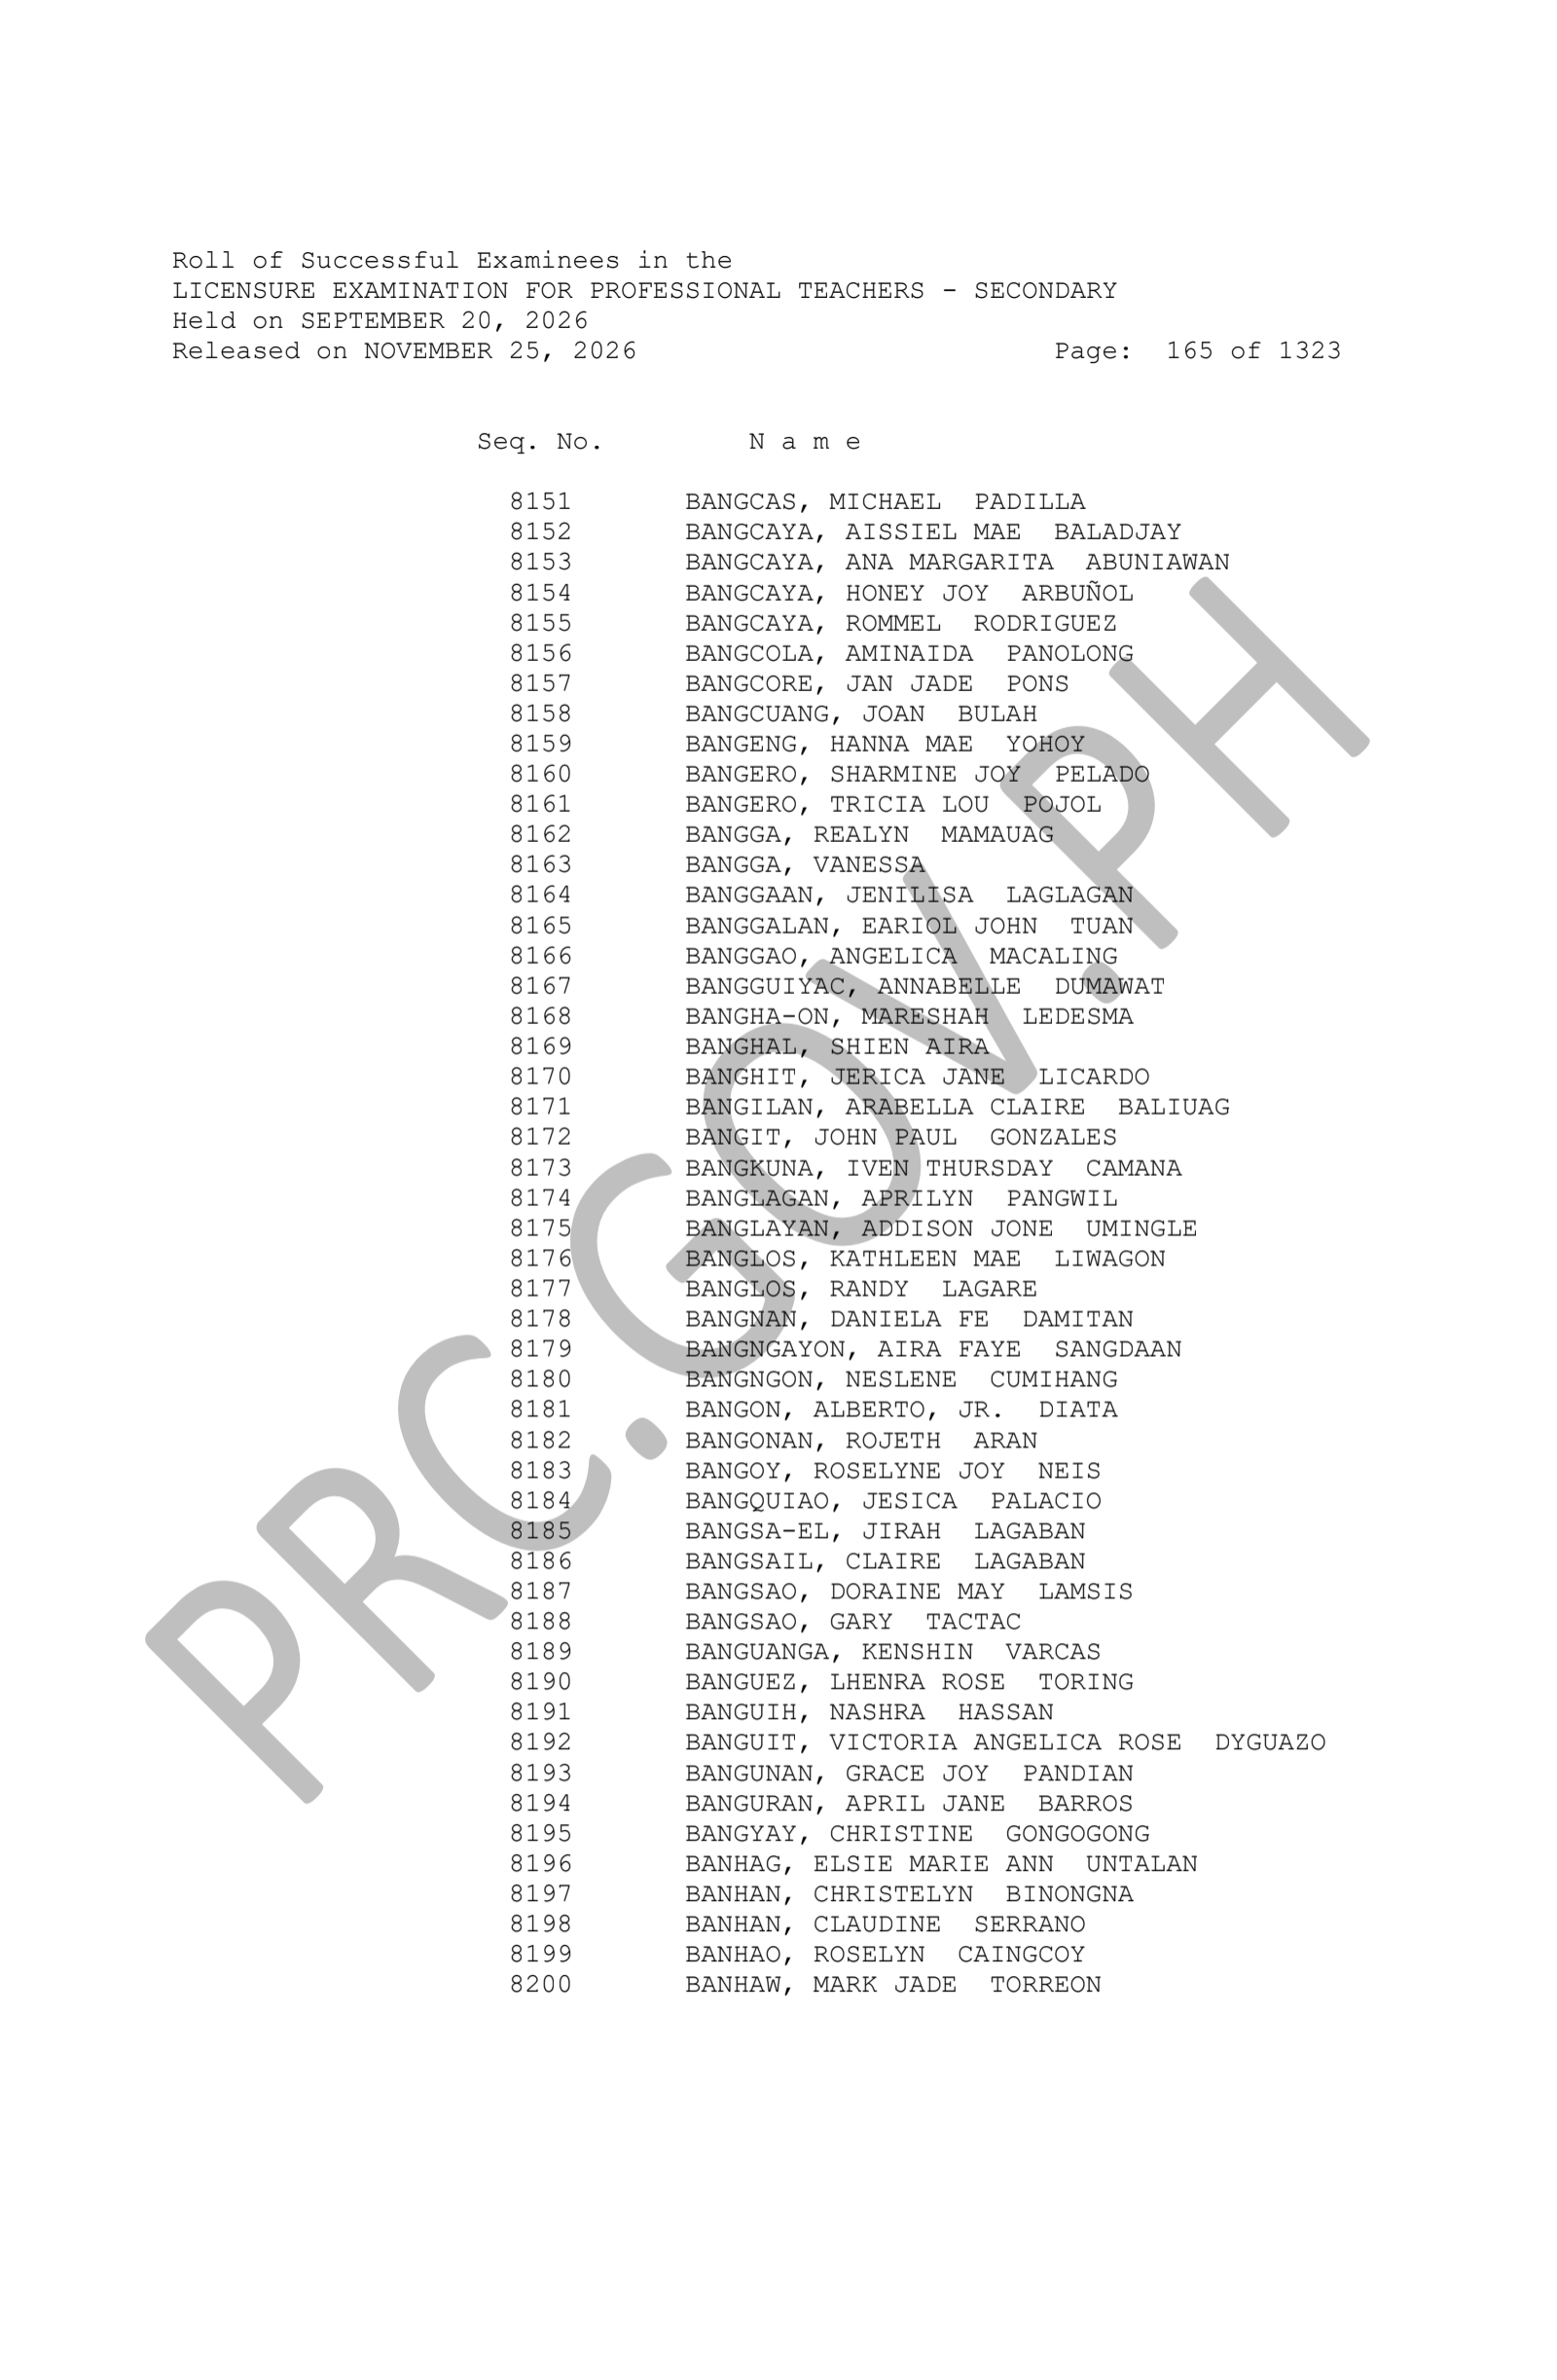 Roll of Successful Examinees in the
LICENSURE EXAMINATION FOR PROFESSIONAL TEACHERS - SECONDARY
Held on SEPTEMBER 20, 2026
Released on NOVEMBER 25, 2026 Page: 165 of 1323
Seq. No. N a m e
8151 BANGCAS, MICHAEL PADILLA
8152 BANGCAYA, AISSIEL MAE BALADJAY
8153 BANGCAYA, ANA MARGARITA ABUNIAWAN
8154 BANGCAYA, HONEY JOY ARBUÑOL
8155 BANGCAYA, ROMMEL RODRIGUEZ
8156 BANGCOLA, AMINAIDA PANOLONG
8157 BANGCORE, JAN JADE PONS
8158 BANGCUANG, JOAN BULAH
8159 BANGENG, HANNA MAE YOHOY
8160 BANGERO, SHARMINE JOY PELADO
8161 BANGERO, TRICIA LOU POJOL
8162 BANGGA, REALYN MAMAUAG
8163 BANGGA, VANESSA
8164 BANGGAAN, JENILISA LAGLAGAN
8165 BANGGALAN, EARIOL JOHN TUAN
8166 BANGGAO, ANGELICA MACALING
8167 BANGGUIYAC, ANNABELLE DUMAWAT
8168 BANGHA-ON, MARESHAH LEDESMA
8169 BANGHAL, SHIEN AIRA
8170 BANGHIT, JERICA JANE LICARDO
8171 BANGILAN, ARABELLA CLAIRE BALIUAG
8172 BANGIT, JOHN PAUL GONZALES
8173 BANGKUNA, IVEN THURSDAY CAMANA
8174 BANGLAGAN, APRILYN PANGWIL
8175 BANGLAYAN, ADDISON JONE UMINGLE
8176 BANGLOS, KATHLEEN MAE LIWAGON
8177 BANGLOS, RANDY LAGARE
8178 BANGNAN, DANIELA FE DAMITAN
8179 BANGNGAYON, AIRA FAYE SANGDAAN
8180 BANGNGON, NESLENE CUMIHANG
8181 BANGON, ALBERTO, JR. DIATA
8182 BANGONAN, ROJETH ARAN
8183 BANGOY, ROSELYNE JOY NEIS
8184 BANGQUIAO, JESICA PALACIO
8185 BANGSA-EL, JIRAH LAGABAN
8186 BANGSAIL, CLAIRE LAGABAN
8187 BANGSAO, DORAINE MAY LAMSIS
8188 BANGSAO, GARY TACTAC
8189 BANGUANGA, KENSHIN VARCAS
8190 BANGUEZ, LHENRA ROSE TORING
8191 BANGUIH, NASHRA HASSAN
8192 BANGUIT, VICTORIA ANGELICA ROSE DYGUAZO
8193 BANGUNAN, GRACE JOY PANDIAN
8194 BANGURAN, APRIL JANE BARROS
8195 BANGYAY, CHRISTINE GONGOGONG
8196 BANHAG, ELSIE MARIE ANN UNTALAN
8197 BANHAN, CHRISTELYN BINONGNA
8198 BANHAN, CLAUDINE SERRANO
8199 BANHAO, ROSELYN CAINGCOY
8200 BANHAW, MARK JADE TORREON
PRC.GOV.PH